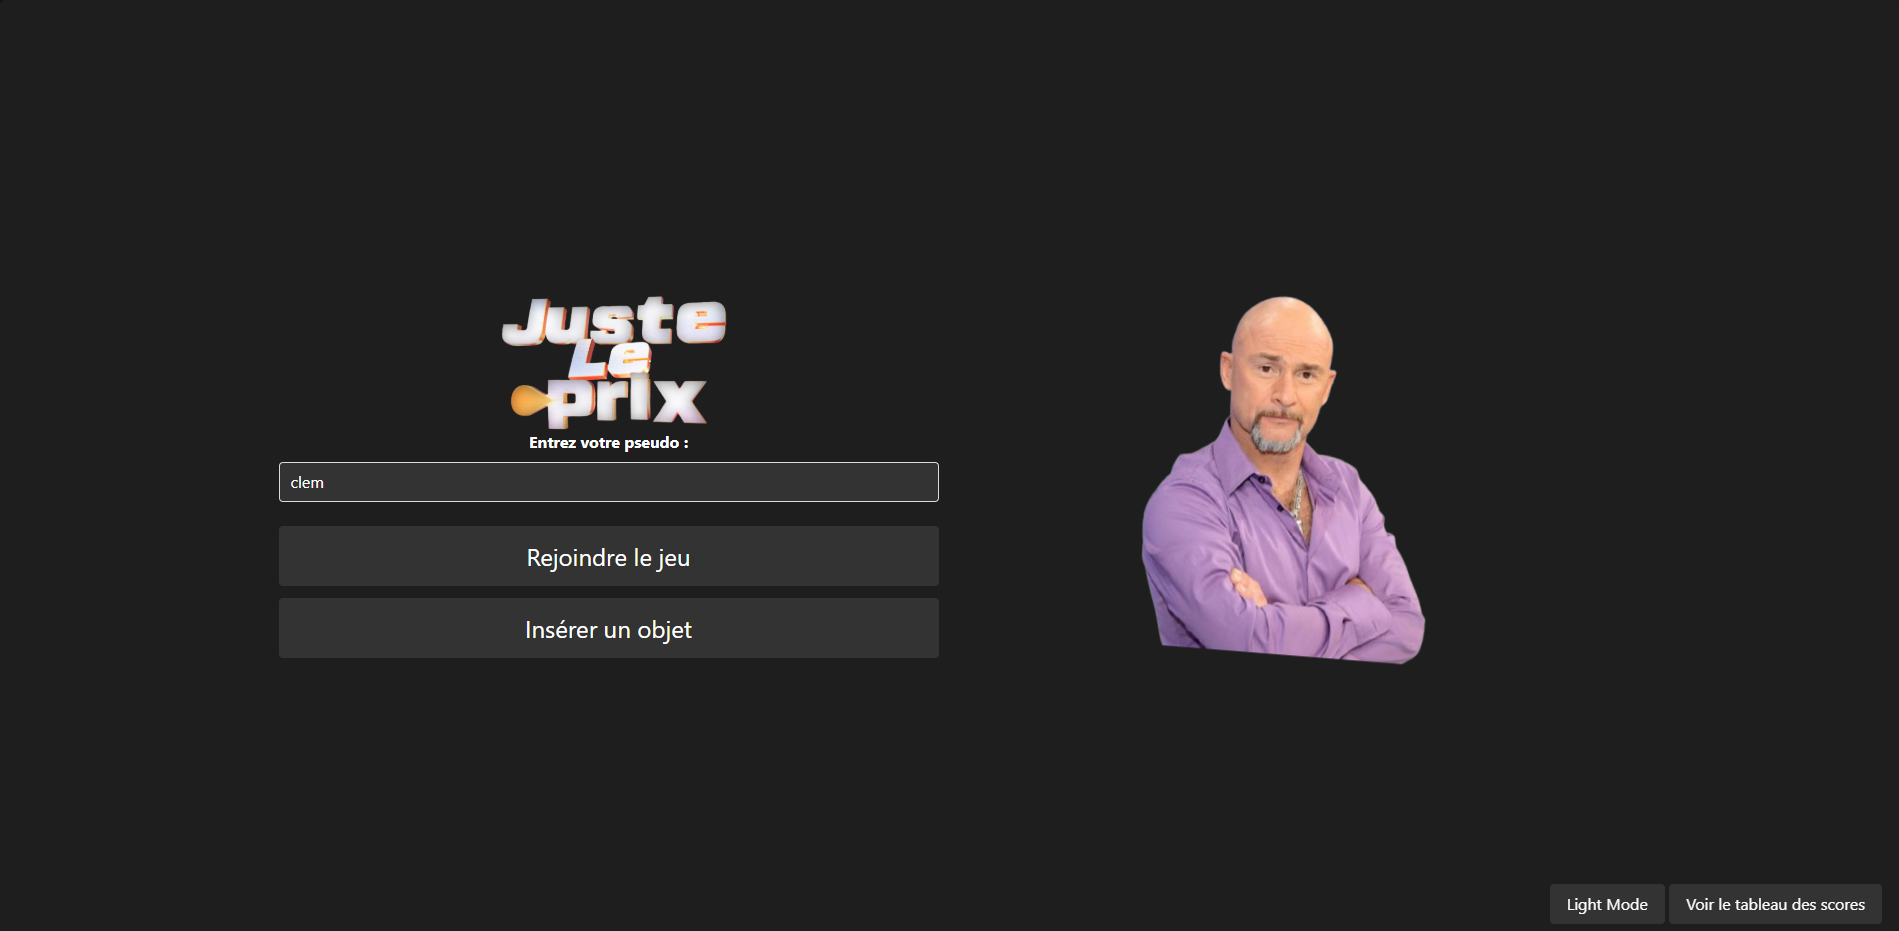 Juste
Le
prix
Entrez votre pseudo :
clem
Rejoindre le jeu
Insérer un objet
Light Mode
Voir le tableau des scores